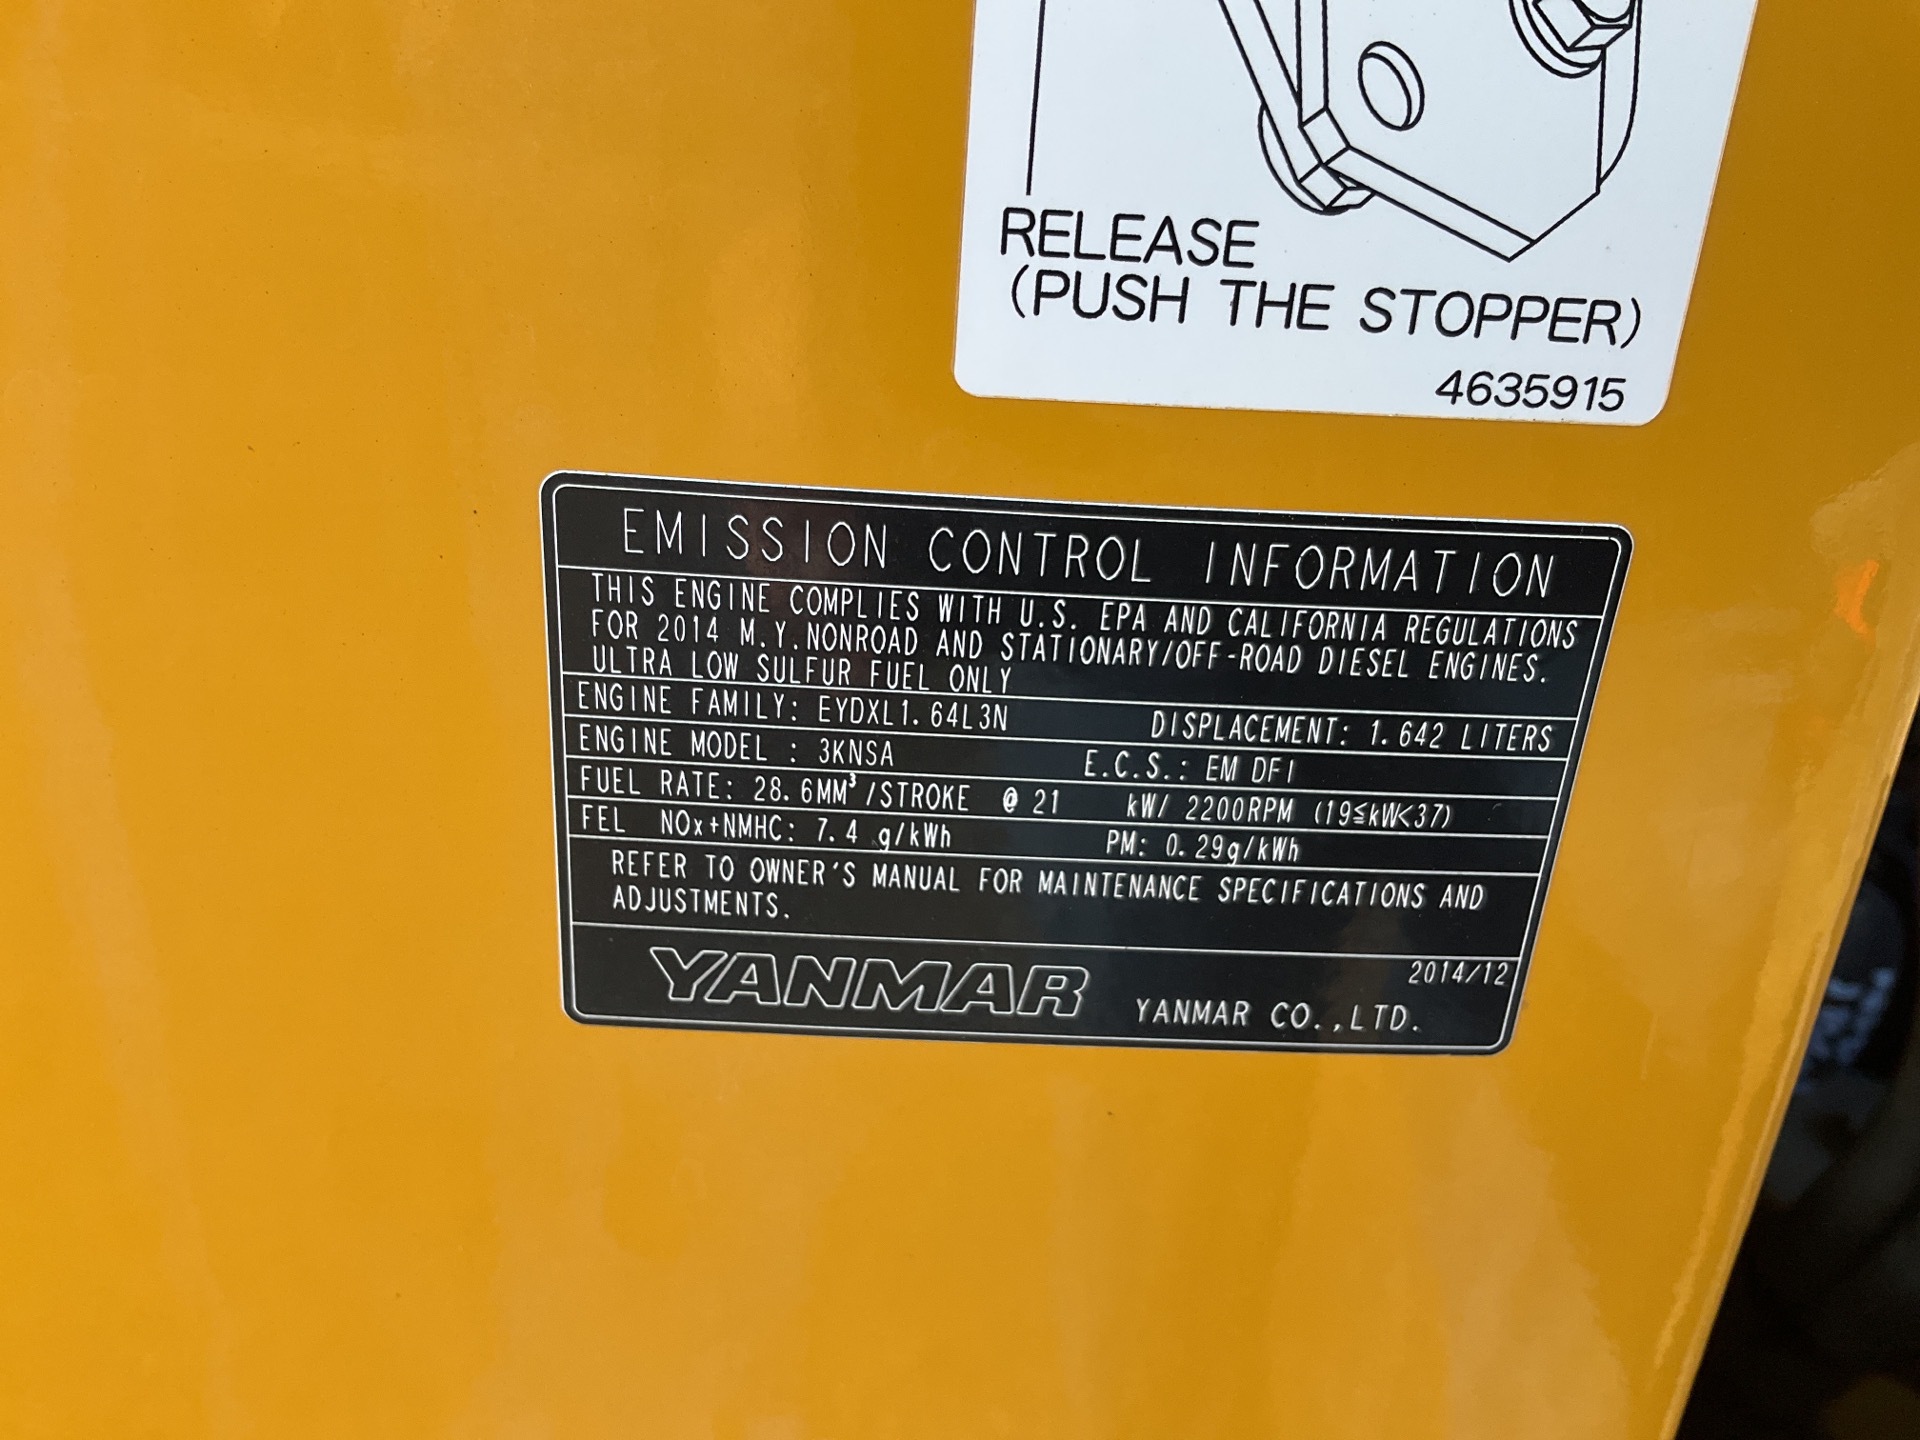 RELEASE
(PUSH THE STOPPER)
4635915
EMISSION CONTROL INFORMATION
THIS ENGINE COMPLIES WITH U.S. EPA AND CALIFORNIA REGULATIONS
FOR 2014 M.Y.NONROAD AND STATIONARY/OFF-ROAD DIESEL ENGINES.
ULTRA LOW SULFUR FUEL ONLY
ENGINE FAMILY: EYDXL1.64L3N DISPLACEMENT: 1.642 LITERS
ENGINE MODEL : 3KNSA E.C.S.: EM DFI
FUEL RATE: 28.6MM³/STROKE @ 21 kW/ 2200RPM (19≦kW<37)
FEL NOx+NMHC: 7.4 g/kWh PM: 0.29g/kWh
REFER TO OWNER'S MANUAL FOR MAINTENANCE SPECIFICATIONS AND
ADJUSTMENTS.
2014/12
YANMAR YANMAR CO.,LTD.